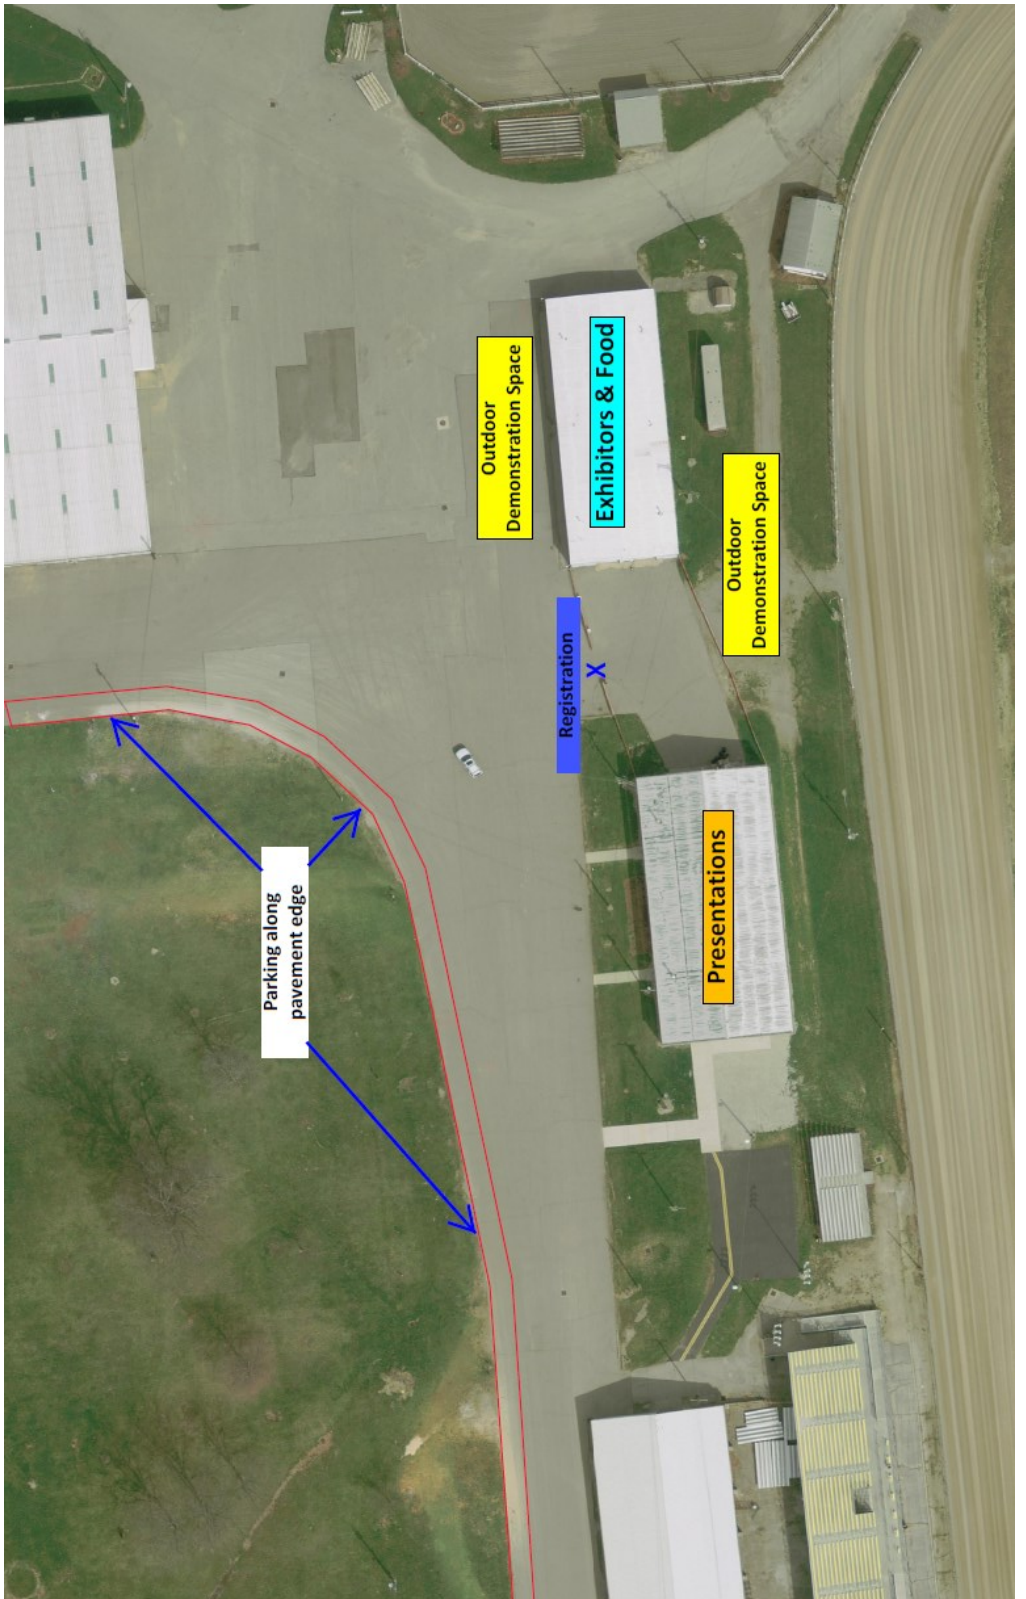 Outdoor
Demonstration Space
Exhibitors & Food
Outdoor
Demonstration Space
Registration
X
Parking along
pavement edge
Presentations